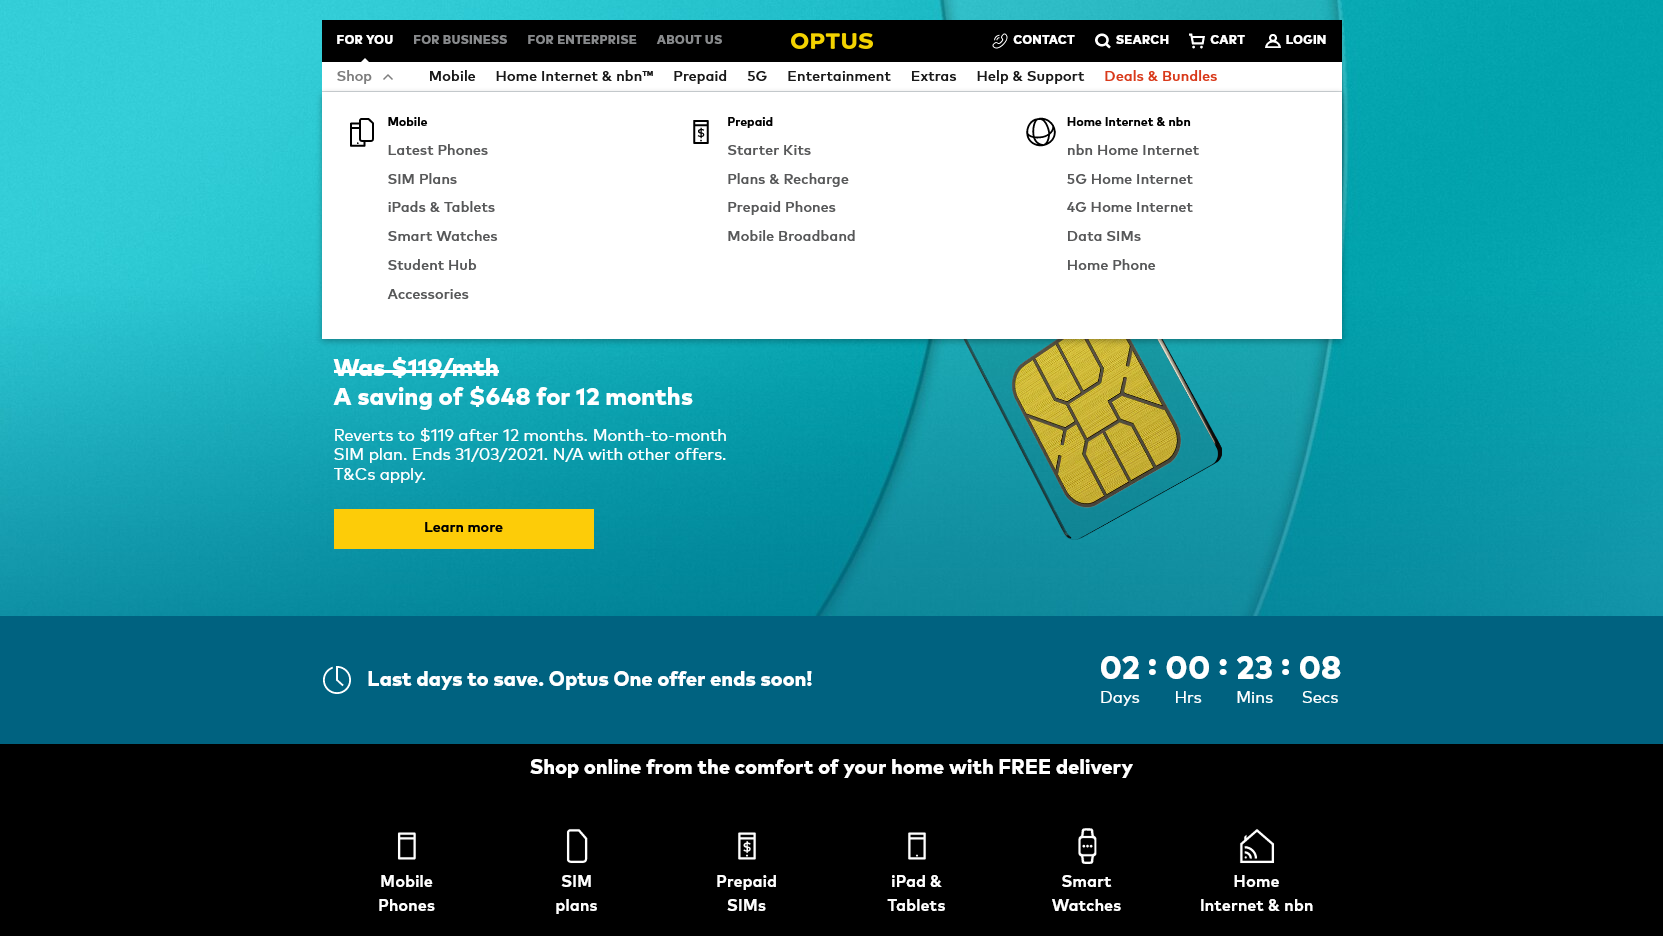 FOR YOU FOR BUSINESS FOR ENTERPRISE ABOUT US OPTUS CONTACT SEARCH CART LOGIN
Shop Mobile Home Internet & nbn™ Prepaid 5G Entertainment Extras Help & Support Deals & Bundles
Mobile
Latest Phones
SIM Plans
iPads & Tablets
Smart Watches
Student Hub
Accessories
$
Prepaid
Starter Kits
Plans & Recharge
Prepaid Phones
Mobile Broadband
Home Internet & nbn
nbn Home Internet
5G Home Internet
4G Home Internet
Data SIMs
Home Phone
Was $119/mth
A saving of $648 for 12 months
Reverts to $119 after 12 months. Month-to-month
SIM plan. Ends 31/03/2021. N/A with other offers.
T&Cs apply.
Learn more
Last days to save. Optus One offer ends soon!
02 : 00 : 23 : 08
Days Hrs Mins Secs
Shop online from the comfort of your home with FREE delivery
Mobile
Phones
SIM
plans
$
Prepaid
SIMs
iPad &
Tablets
Smart
Watches
Home
Internet & nbn